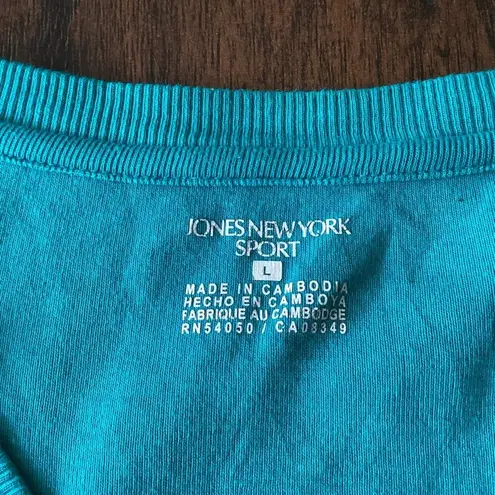 JONES NEW YORK
SPORT
L
MADE IN CAMBODIA
HECHO EN CAMBOYA
FABRIQUE AU CAMBODGE
RN54050 / CA08349